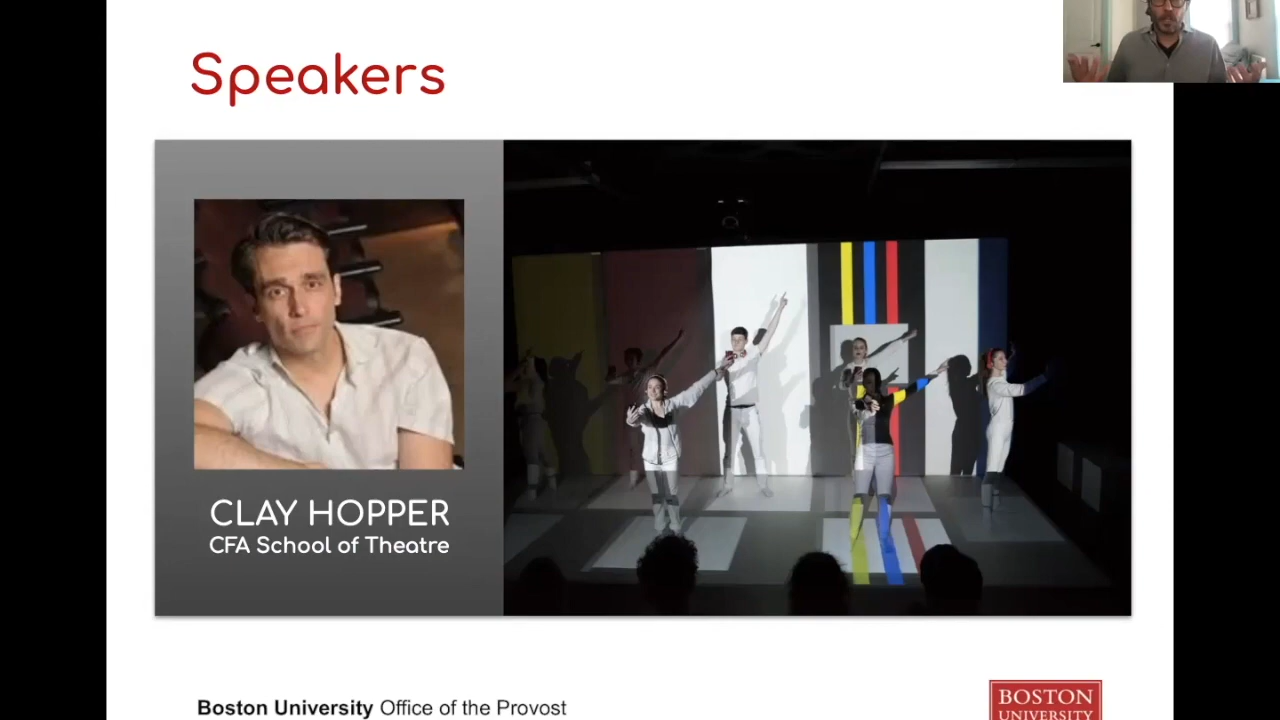 Speakers
CLAY HOPPER
CFA School of Theatre
Boston University Office of the Provost
BOSTON
UNIVERSITY